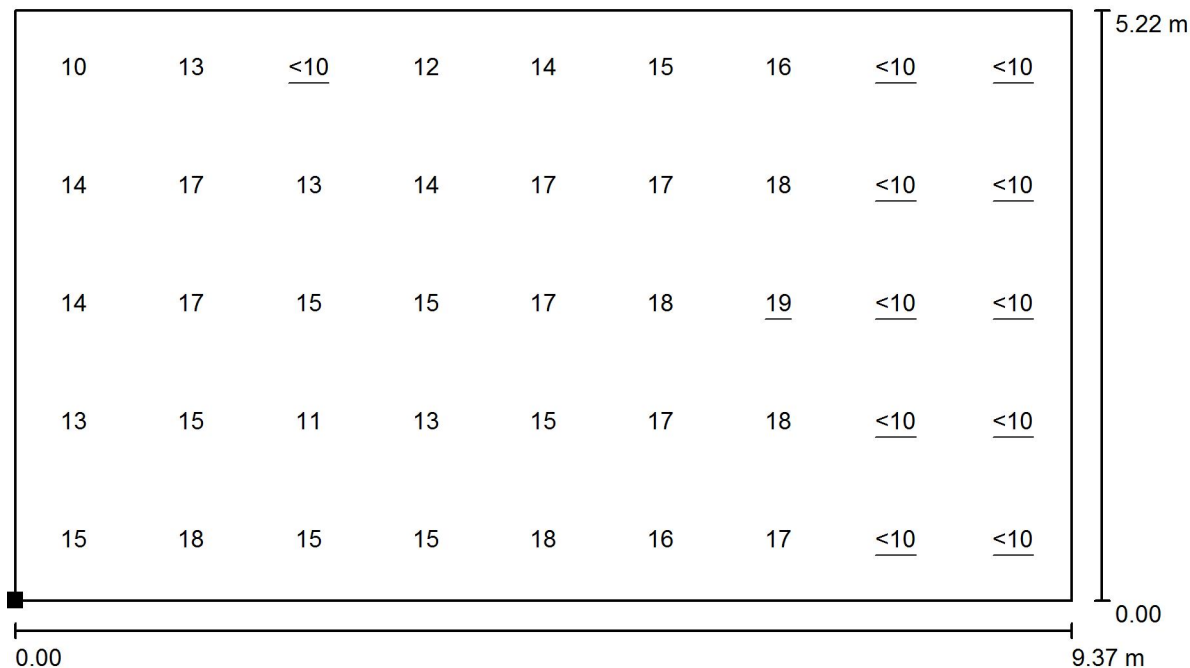 5.22 m
10 13 <10 12 14 15 16 <10 <10
14 17 13 14 17 17 18 <10 <10
14 17 15 15 17 18 19 <10 <10
13 15 11 13 15 17 18 <10 <10
15 18 15 15 18 16 17 <10 <10
0.00
0.00 9.37 m